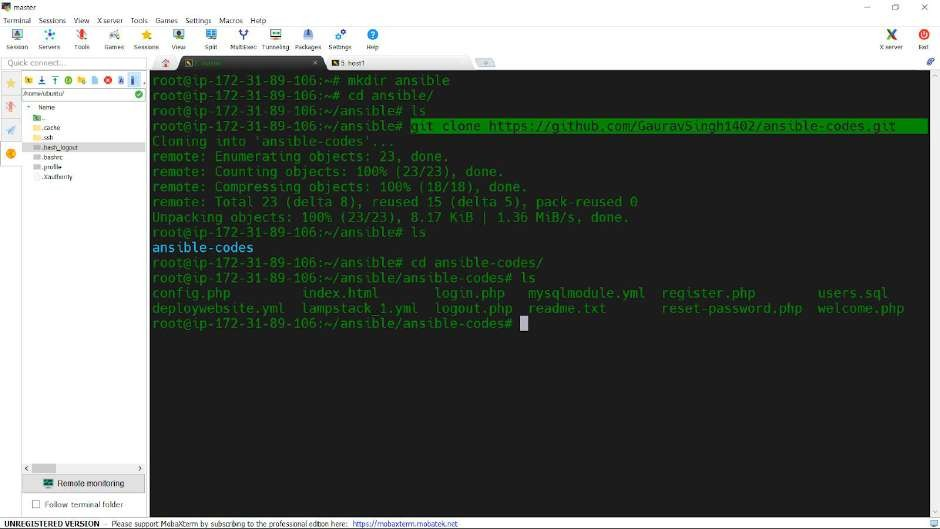 master
Terminal Sessions View X server Tools Games Settings Macros Help
Session Servers Tools Games Sessions View Split MultiExec Tunneling Packages Settings Help X server Exit
Quick connect...
5. host1
/home/ubuntu/
Name
..
.cache
.ssh
.bash_logout
.bashrc
.profile
.Xauthority
root@ip-172-31-89-106:~# mkdir ansible
root@ip-172-31-89-106:~# cd ansible/
root@ip-172-31-89-106:~/ansible# ls
root@ip-172-31-89-106:~/ansible# git clone https://github.com/GauravSingh1402/ansible-codes.git
Cloning into 'ansible-codes'...
remote: Enumerating objects: 23, done.
remote: Counting objects: 100% (23/23), done.
remote: Compressing objects: 100% (18/18), done.
remote: Total 23 (delta 8), reused 15 (delta 5), pack-reused 0
Unpacking objects: 100% (23/23), 8.17 KiB | 1.36 MiB/s, done.
root@ip-172-31-89-106:~/ansible# ls
ansible-codes
root@ip-172-31-89-106:~/ansible# cd ansible-codes/
root@ip-172-31-89-106:~/ansible/ansible-codes# ls
config.php index.html login.php mysqlmodule.yml register.php users.sql
deploywebsite.yml lampstack_1.yml logout.php readme.txt reset-password.php welcome.php
root@ip-172-31-89-106:~/ansible/ansible-codes#
Remote monitoring
Follow terminal folder
UNREGISTERED VERSION - Please support MobaXterm by subscribing to the professional edition here: https://mobaxterm.mobatek.net